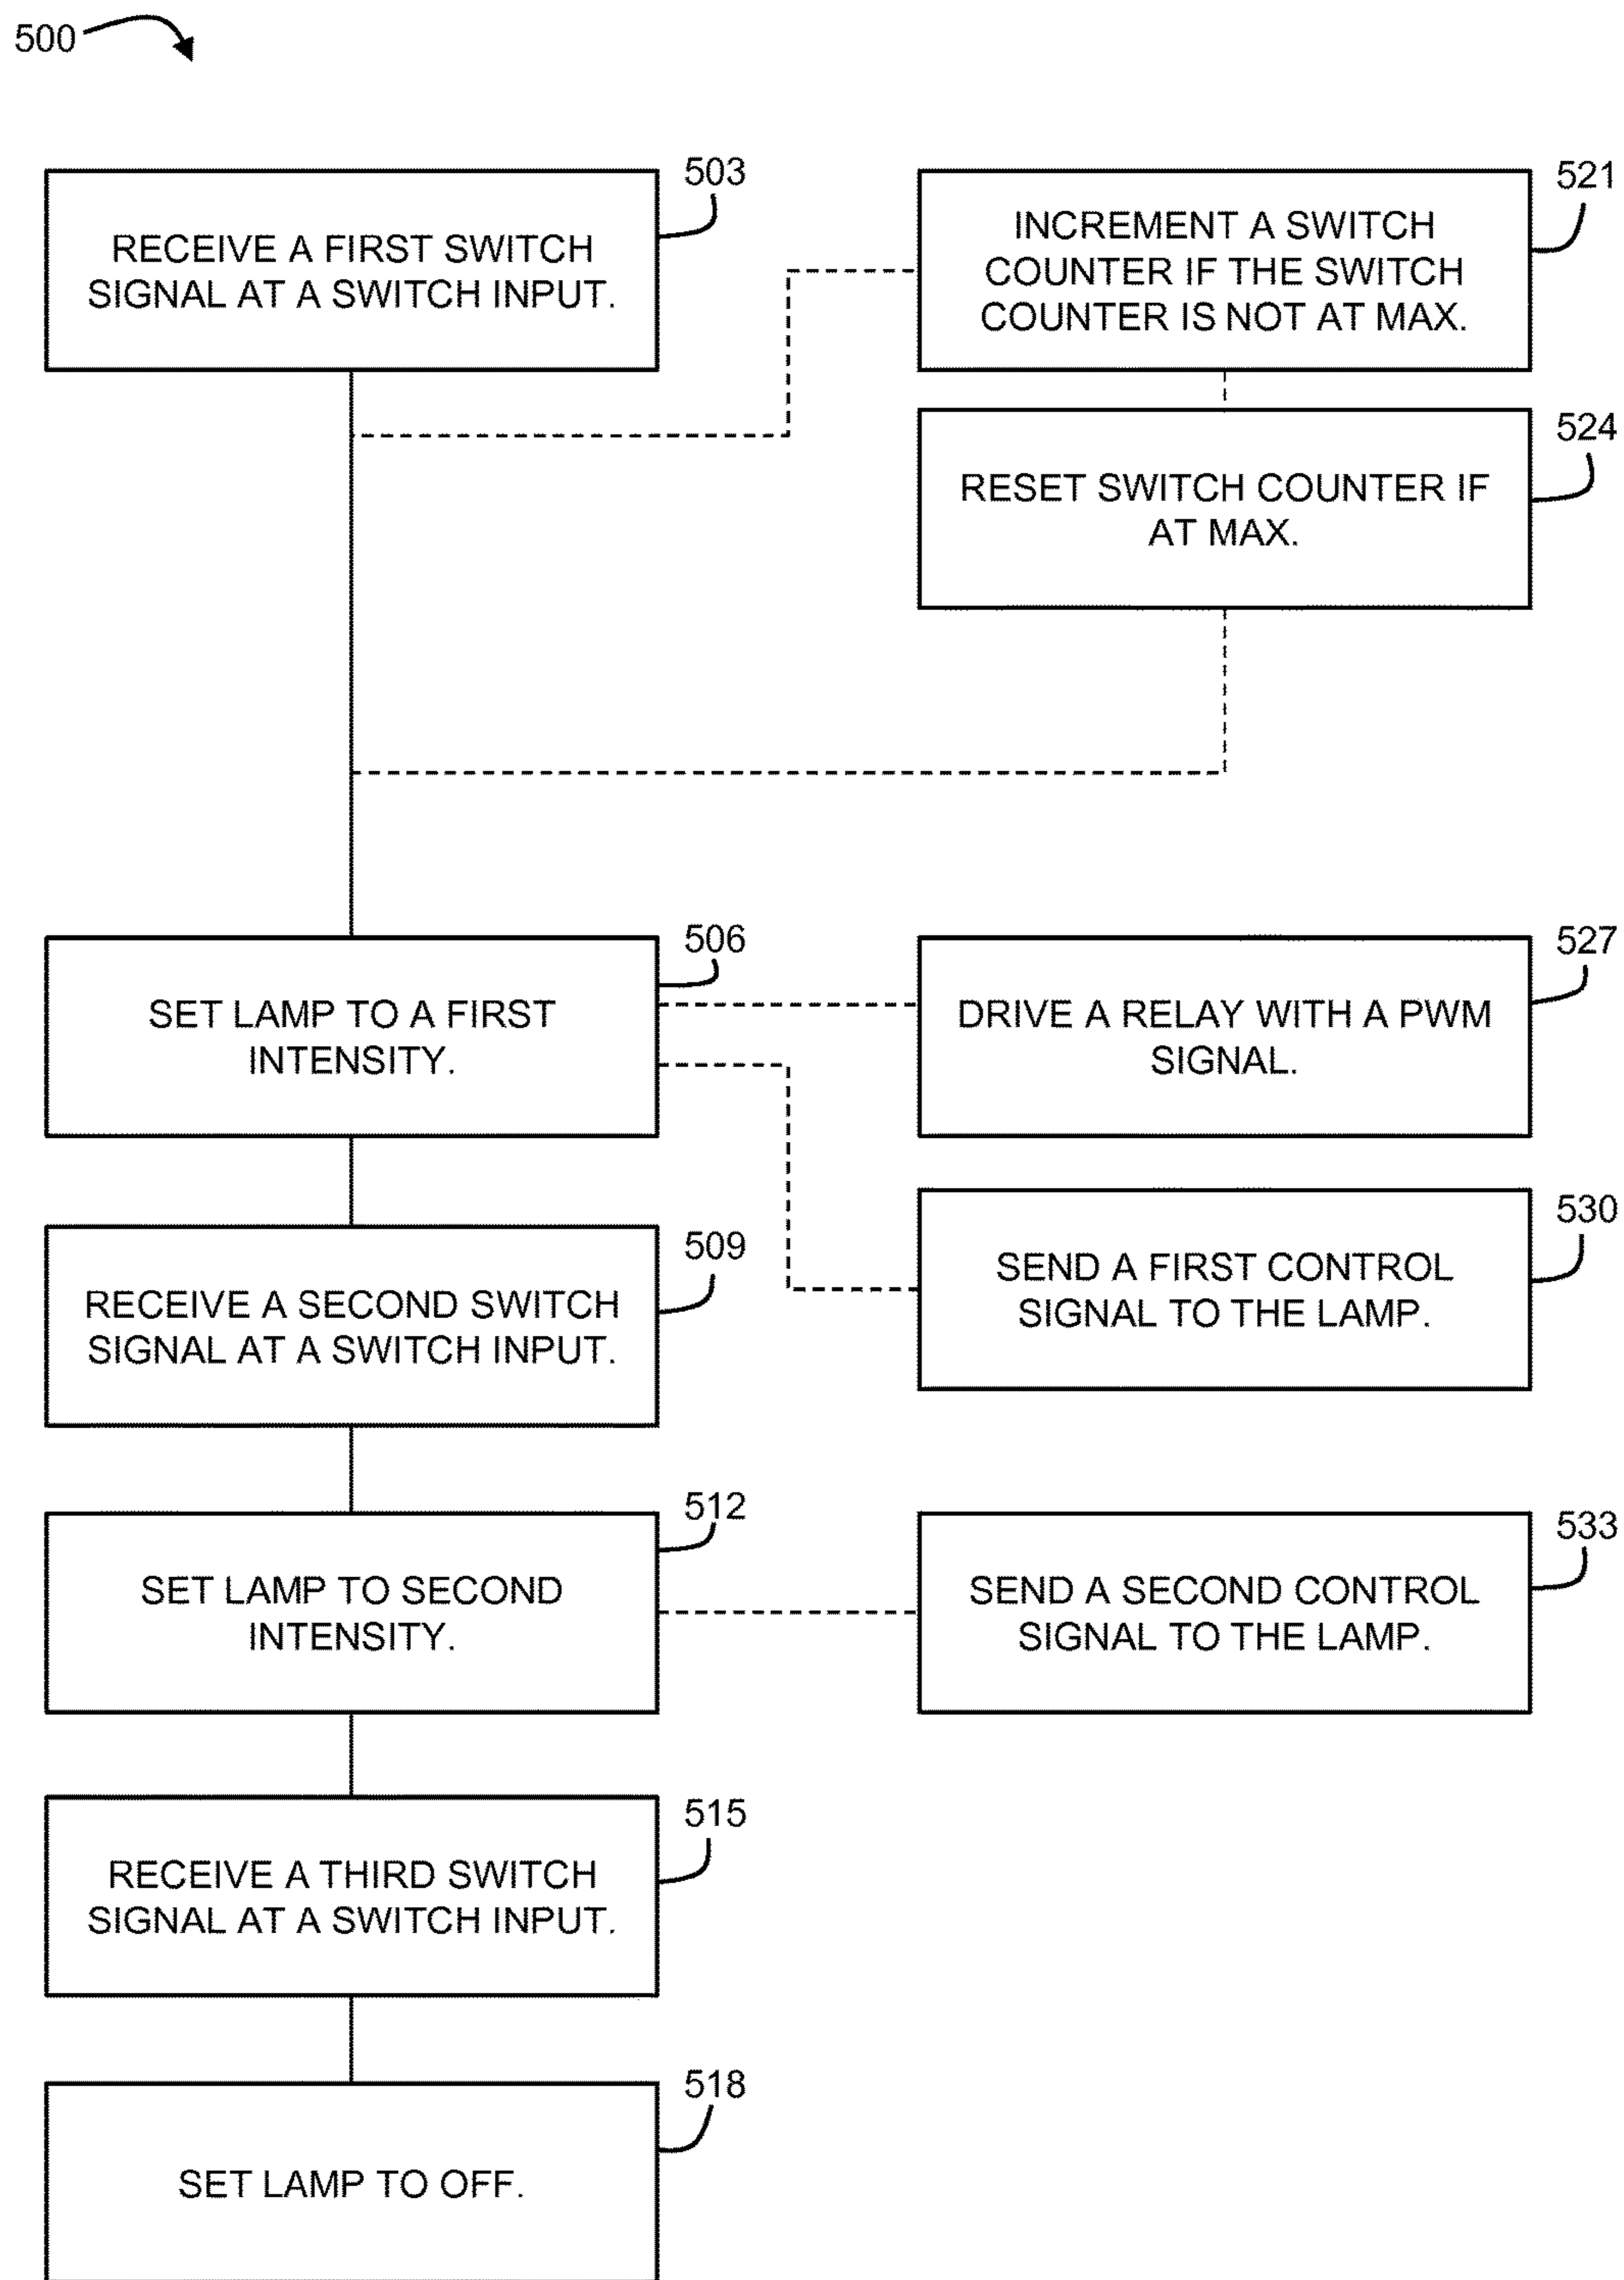 500
503
RECEIVE A FIRST SWITCH
SIGNAL AT A SWITCH INPUT.
521
INCREMENT A SWITCH
COUNTER IF THE SWITCH
COUNTER IS NOT AT MAX.
524
RESET SWITCH COUNTER IF
AT MAX.
506
SET LAMP TO A FIRST
INTENSITY.
527
DRIVE A RELAY WITH A PWM
SIGNAL.
530
SEND A FIRST CONTROL
SIGNAL TO THE LAMP.
509
RECEIVE A SECOND SWITCH
SIGNAL AT A SWITCH INPUT.
512
SET LAMP TO SECOND
INTENSITY.
533
SEND A SECOND CONTROL
SIGNAL TO THE LAMP.
515
RECEIVE A THIRD SWITCH
SIGNAL AT A SWITCH INPUT.
518
SET LAMP TO OFF.